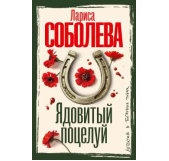 Лариса
СОБОЛЕВА
Ядовитый
поцелуй